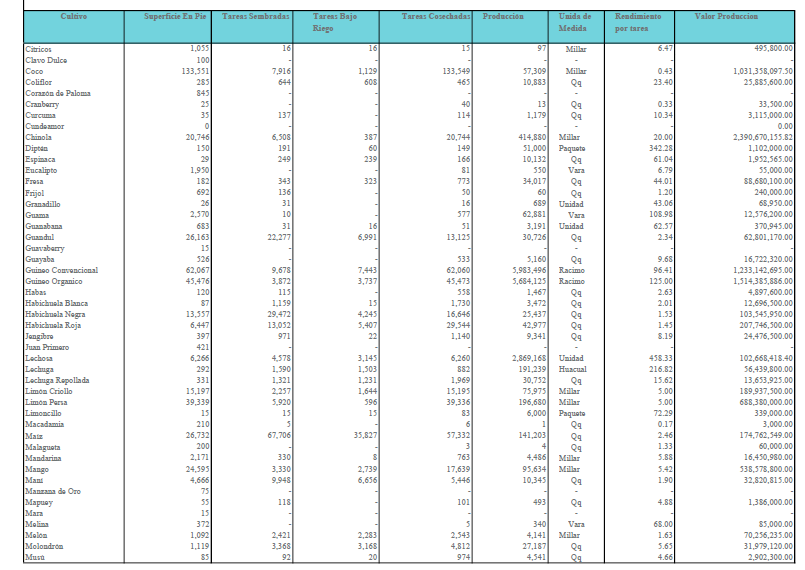 Cultivo Superficie En Pie Tareas Sembradas Tareas Bajo Riego Tareas Cosechadas Producción Unida de Medida Rendimiento por tarea Valor Producción
Cítricos 1,055 16 16 15 97 Millar 6.47 495,800.00
Clavo Dulce 100 - - - - - - -
Coco 133,551 7,916 1,129 133,549 57,309 Millar 0.43 1,031,358,097.50
Coliflor 285 644 608 465 10,883 Qq 23.40 25,885,600.00
Corazón de Paloma 845 - - - - - - -
Cranberry 25 - - 40 13 Qq 0.33 33,500.00
Curcuma 35 137 - 114 1,179 Qq 10.34 3,115,000.00
Cundeamor 0 - - - - - - 0.00
Chinola 20,746 6,508 387 20,744 414,880 Millar 20.00 2,390,670,155.82
Diptén 150 191 60 149 51,000 Paquete 342.28 1,102,000.00
Espinaca 29 249 239 166 10,132 Qq 61.04 1,952,565.00
Eucalipto 1,950 - - 81 550 Vara 6.79 55,000.00
Fresa 182 343 323 773 34,017 Qq 44.01 88,680,100.00
Frijol 692 136 - 50 60 Qq 1.20 240,000.00
Granadillo 26 31 - 16 689 Unidad 43.06 68,950.00
Guama 2,570 10 - 577 62,881 Vara 108.98 12,576,200.00
Guanabana 683 31 16 51 3,191 Unidad 62.57 370,945.00
Guandul 26,163 22,277 6,991 13,125 30,726 Qq 2.34 62,801,170.00
Guavaberry 15 - - - - - - -
Guayaba 526 - - 533 5,160 Qq 9.68 16,722,320.00
Guineo Convencional 62,067 9,678 7,443 62,060 5,983,496 Racimo 96.41 1,233,142,695.00
Guineo Organico 45,476 3,872 3,737 45,473 5,684,125 Racimo 125.00 1,514,385,886.00
Habas 120 115 - 558 1,467 Qq 2.63 4,897,600.00
Habichuela Blanca 87 1,159 15 1,730 3,472 Qq 2.01 12,696,500.00
Habichuela Negra 13,557 29,472 4,245 16,646 25,437 Qq 1.53 103,545,950.00
Habichuela Roja 6,447 13,052 5,407 29,544 42,977 Qq 1.45 207,746,500.00
Jengibre 397 971 22 1,140 9,341 Qq 8.19 24,476,500.00
Juan Primero 421 - - - - - - -
Lechosa 6,266 4,578 3,145 6,260 2,869,168 Unidad 458.33 102,668,418.40
Lechuga 292 1,590 1,503 882 191,239 Huacual 216.82 56,439,800.00
Lechuga Repollada 331 1,321 1,231 1,969 30,752 Qq 15.62 13,653,925.00
Limón Criollo 15,197 2,257 1,644 15,195 75,975 Millar 5.00 189,937,500.00
Limón Persa 39,339 5,920 596 39,336 196,680 Millar 5.00 688,380,000.00
Limoncillo 15 15 15 83 6,000 Paquete 72.29 339,000.00
Macadamia 210 5 - 6 1 Qq 0.17 3,000.00
Maíz 26,732 67,706 35,827 57,332 141,203 Qq 2.46 174,762,549.00
Malagueta 200 - - 3 4 Qq 1.33 60,000.00
Mandarina 2,171 330 8 763 4,486 Millar 5.88 16,450,980.00
Mango 24,595 3,330 2,739 17,639 95,634 Millar 5.42 538,578,800.00
Maní 4,666 9,948 6,656 5,446 10,345 Qq 1.90 32,820,815.00
Manzana de Oro 75 - - - - - - -
Mapuey 55 118 - 101 493 Qq 4.88 1,386,000.00
Mara 15 - - - - - - -
Melina 372 - - 5 340 Vara 68.00 85,000.00
Melón 1,092 2,421 2,283 2,543 4,141 Millar 1.63 70,256,235.00
Molondrón 1,119 3,368 3,168 4,812 27,187 Qq 5.65 31,979,120.00
Musú 85 92 20 974 4,541 Qq 4.66 2,902,300.00